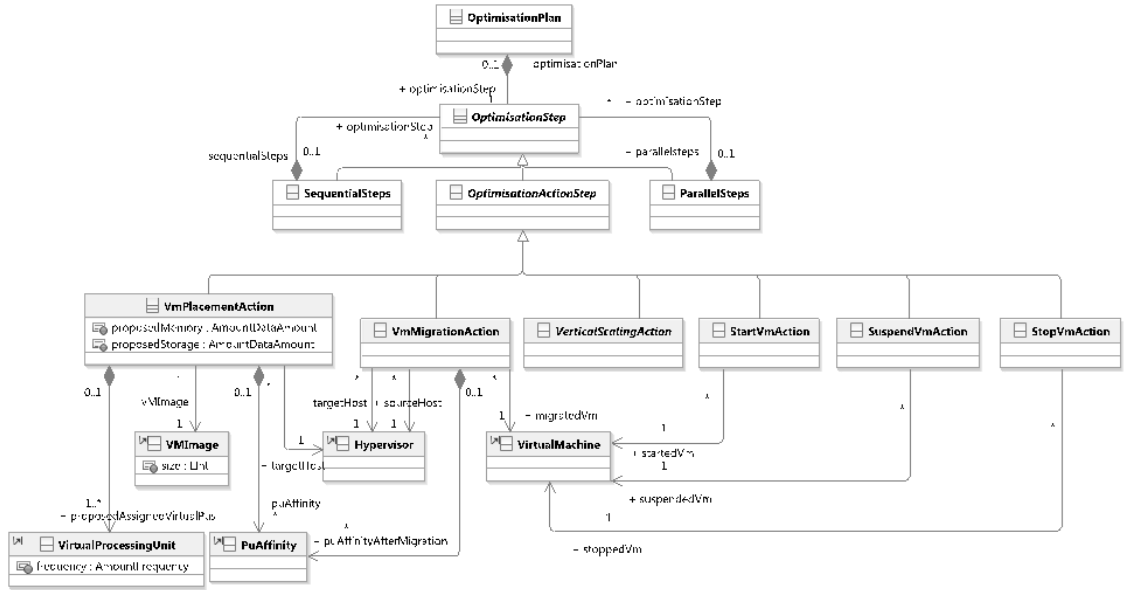 OptimisationPlan
0..1
optimisationPlan
+ optimisationStep
1
* + optimisationStep
OptimisationStep
+ optimisationStep
*
sequentialSteps
0..1
+ parallelsteps
0..1
SequentialSteps
OptimisationActionStep
ParallelSteps
VmPlacementAction
proposedMemory : AmountDataAmount
proposedStorage : AmountDataAmount
VmMigrationAction
VerticalScalingAction
StartVmAction
SuspendVmAction
StopVmAction
0..1
*
0..1
*
*
*
0..1
*
vMImage
targetHost
+ sourceHost
*
*
*
1
1
1
1
+ migratedVm
1
VMImage
size : UInt
Hypervisor
VirtualMachine
1
+ startedVm
+ targetHost
1
+ suspendedVm
1..*
puAffinity
*
*
1
+ proposedAssignedVirtualPus
+ puAffinityAfterMigration
+ stoppedVm
VirtualProcessingUnit
frequency : AmountFrequency
PuAffinity